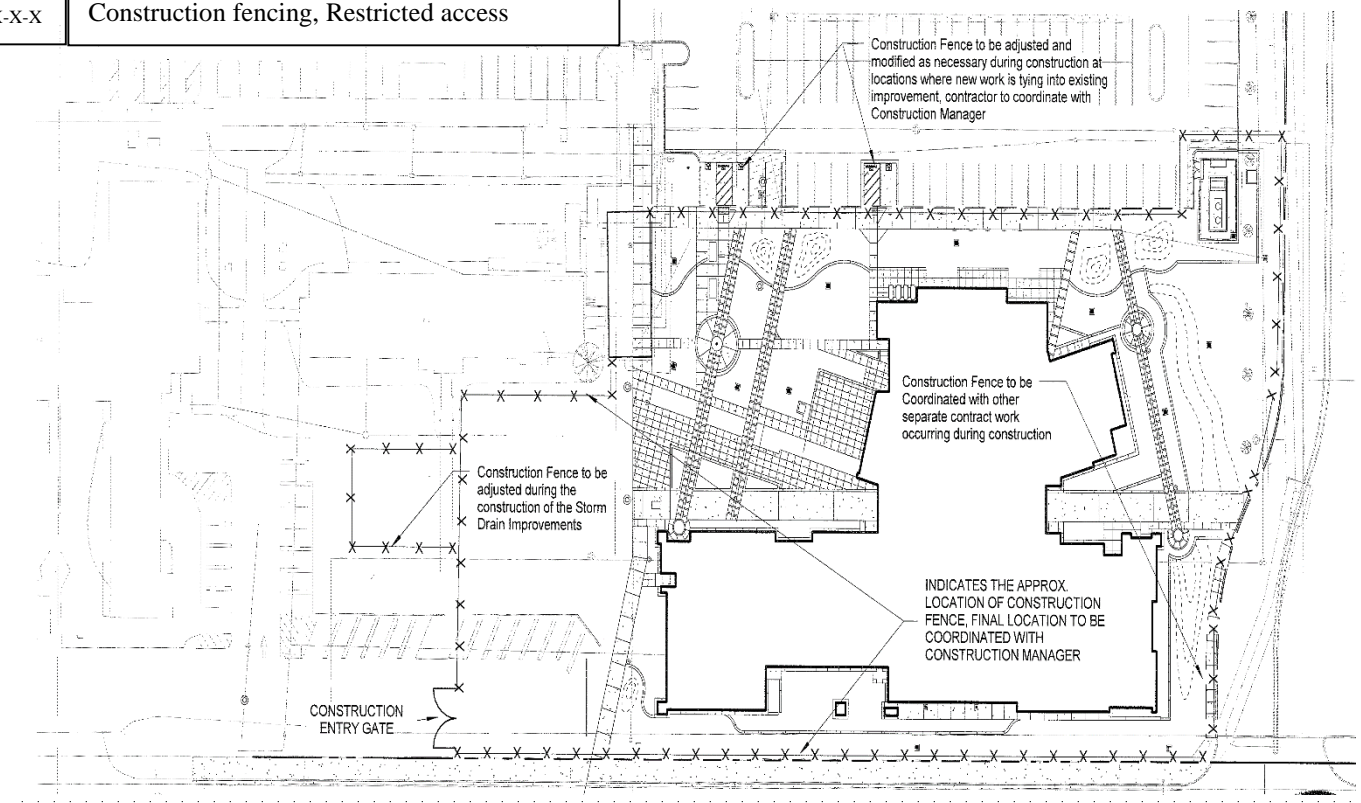 X-X-X
Construction fencing, Restricted access
Construction Fence to be adjusted and
modified as necessary during construction at
locations where new work is tying into existing
improvement, contractor to coordinate with
Construction Manager
Construction Fence to be
Coordinated with other
separate contract work
occurring during construction
Construction Fence to be
adjusted during the
construction of the Storm
Drain Improvements
INDICATES THE APPROX.
LOCATION OF CONSTRUCTION
FENCE, FINAL LOCATION TO BE
COORDINATED WITH
CONSTRUCTION MANAGER
CONSTRUCTION
ENTRY GATE